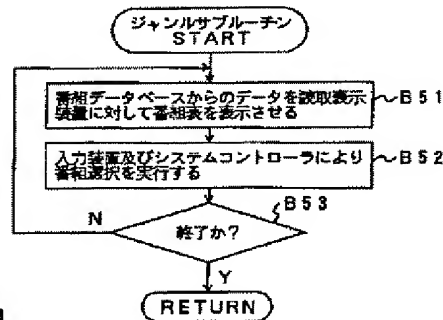 ジャンルサブルーチン
START
番組データベースからのデータを読取表示
装置に対して番組表を表示させる
B51
入力装置及びシステムコントローラにより
番組選択を実行する
B52
B53
終了か?
N
Y
RETURN